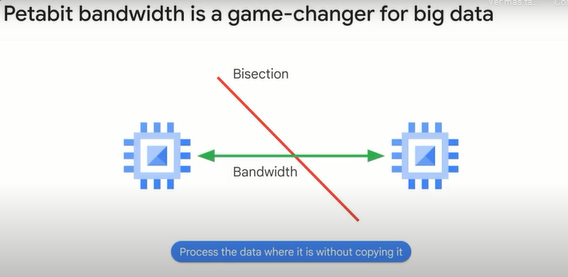 Petabit bandwidth is a game-changer for big data
Bisection
Bandwidth
Process the data where it is without copying it